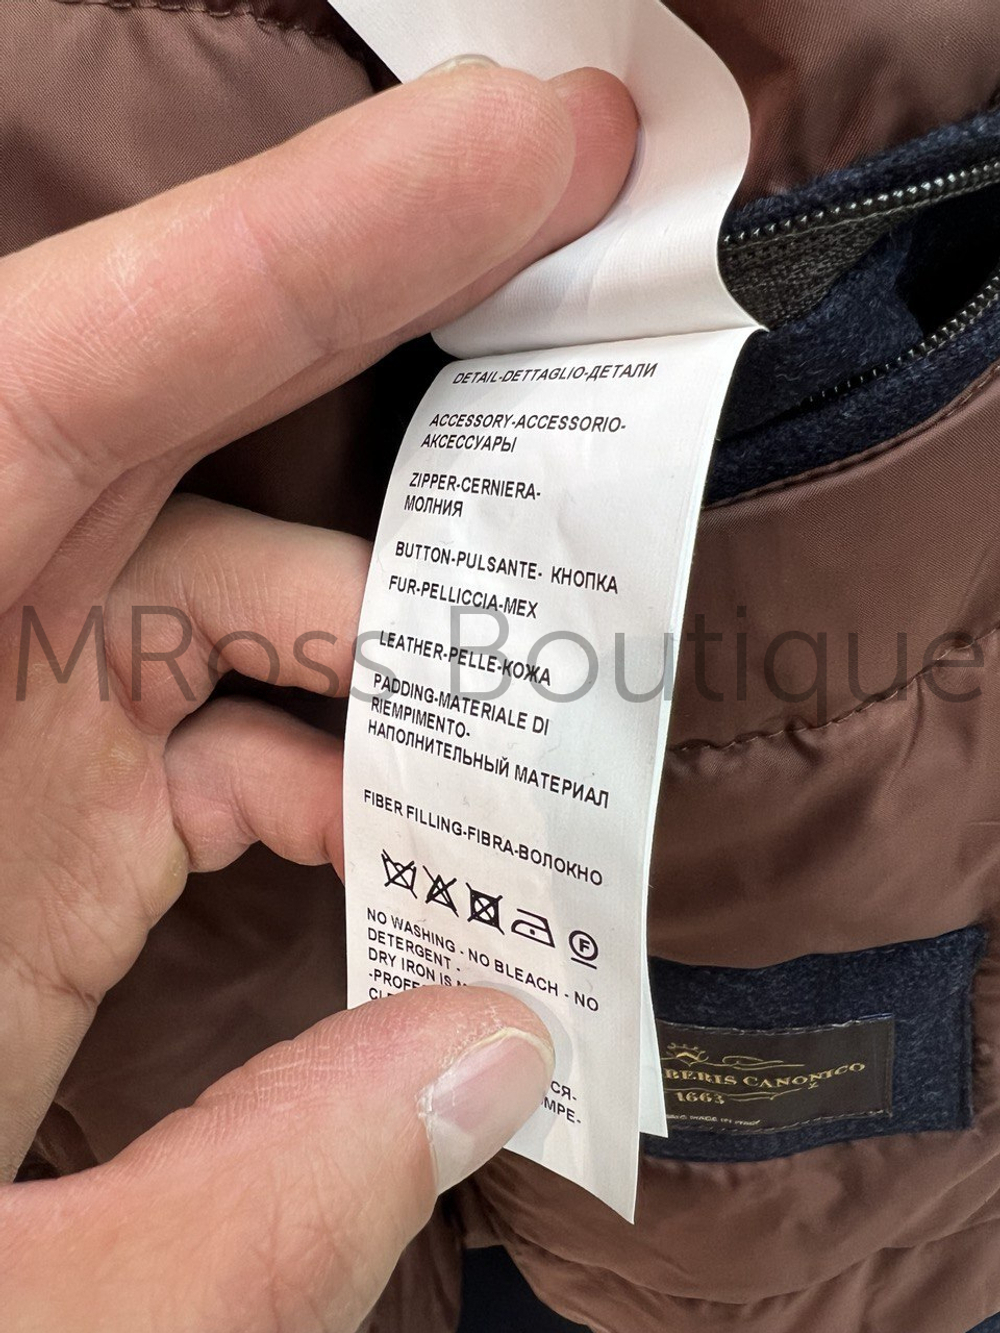 DETAIL-DETTAGLIO-ДЕТАЛИ
ACCESSORY-ACCESSORIO-
АКСЕССУАРЫ
ZIPPER-CERNIERA-
МОЛНИЯ
BUTTON-PULSANTE- КНОПКА
FUR-PELLICCIA-МЕХ
MRoss Boutique
LEATHER-PELLE-КОЖА
PADDING-MATERIALE DI
RIEMPIMENTO-
НАПОЛНИТЕЛЬНЫЙ МАТЕРИАЛ
FIBER FILLING-FIBRA-ВОЛОКНО
F
NO WASHING - NO BLEACH - NO
DETERGENT -
DRY IRON IS
CANONICO
1663